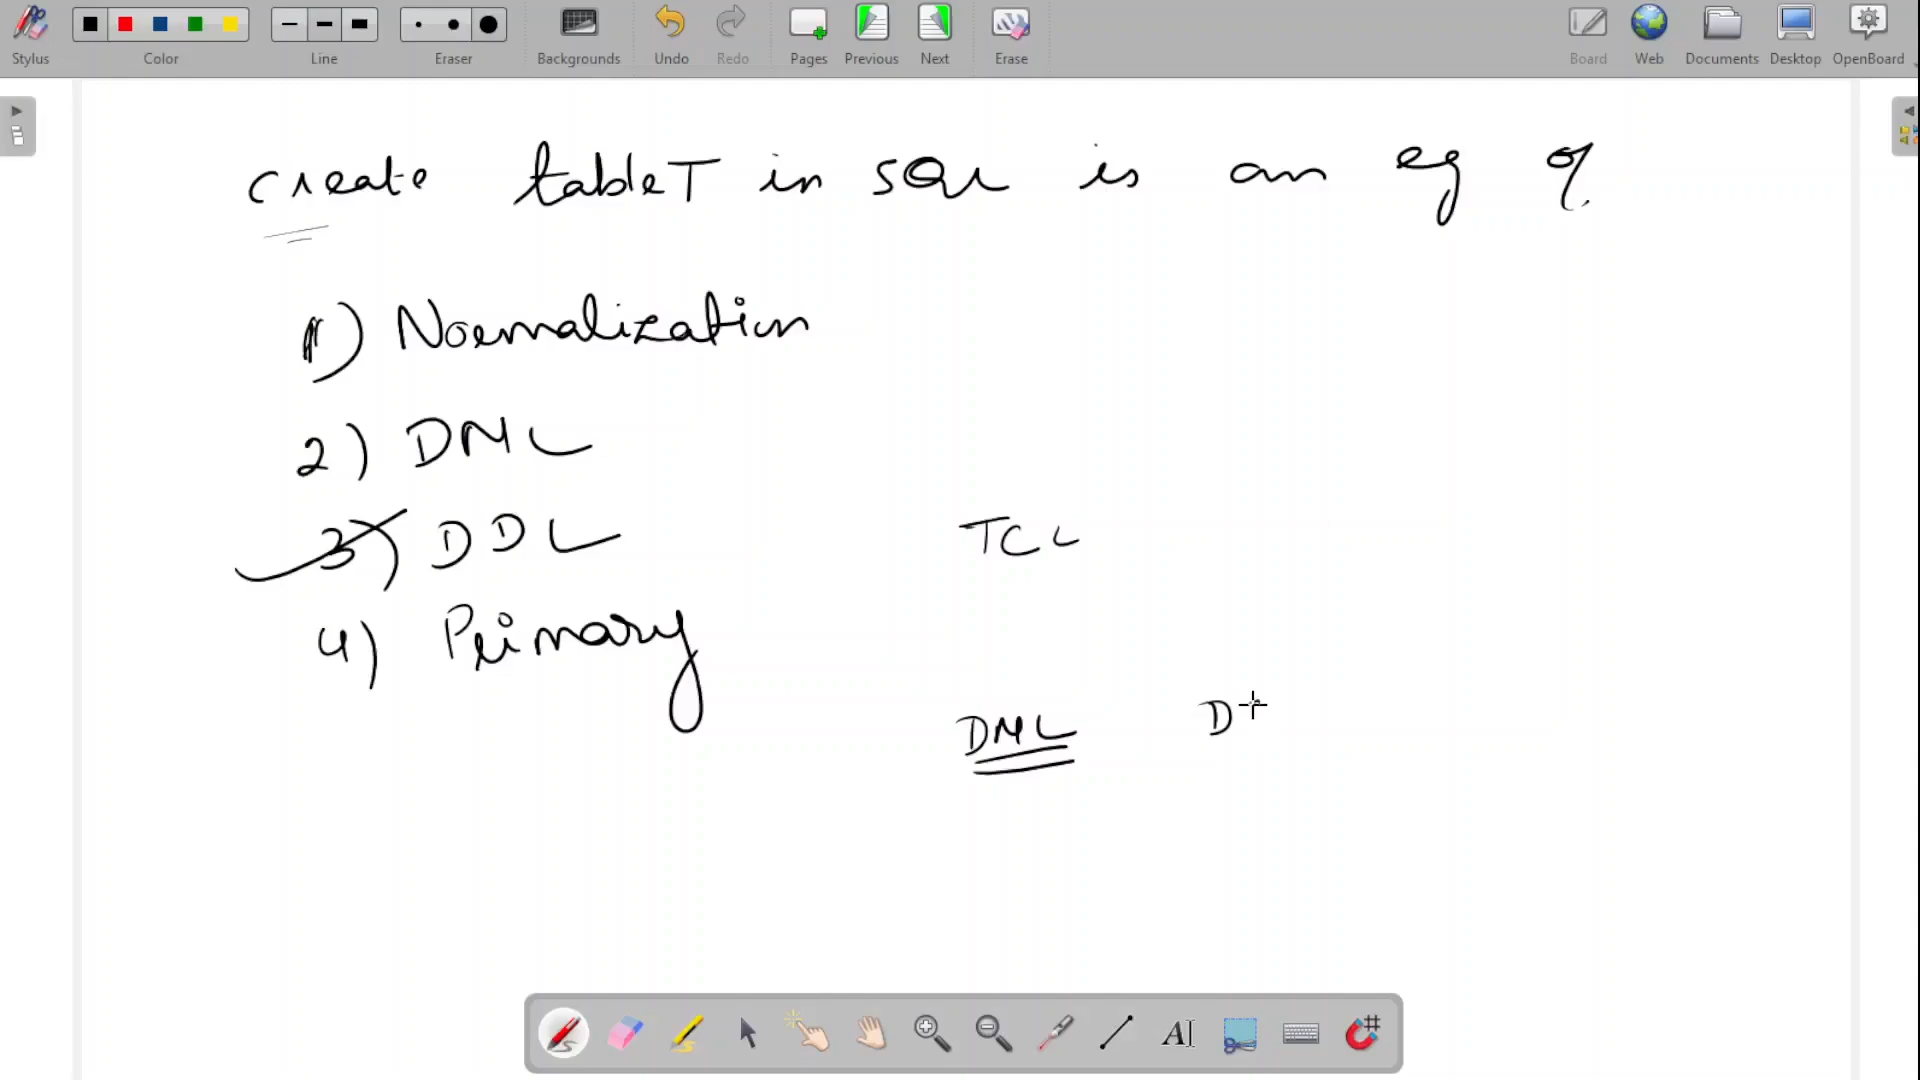 Stylus Color Line Eraser Backgrounds Undo Redo Pages Previous Next Erase Board Web Documents Desktop OpenBoard
create table T in SQL is an eg of
1) Normalization
2) DML
3) DDL
TCL
4) Primary
DML D